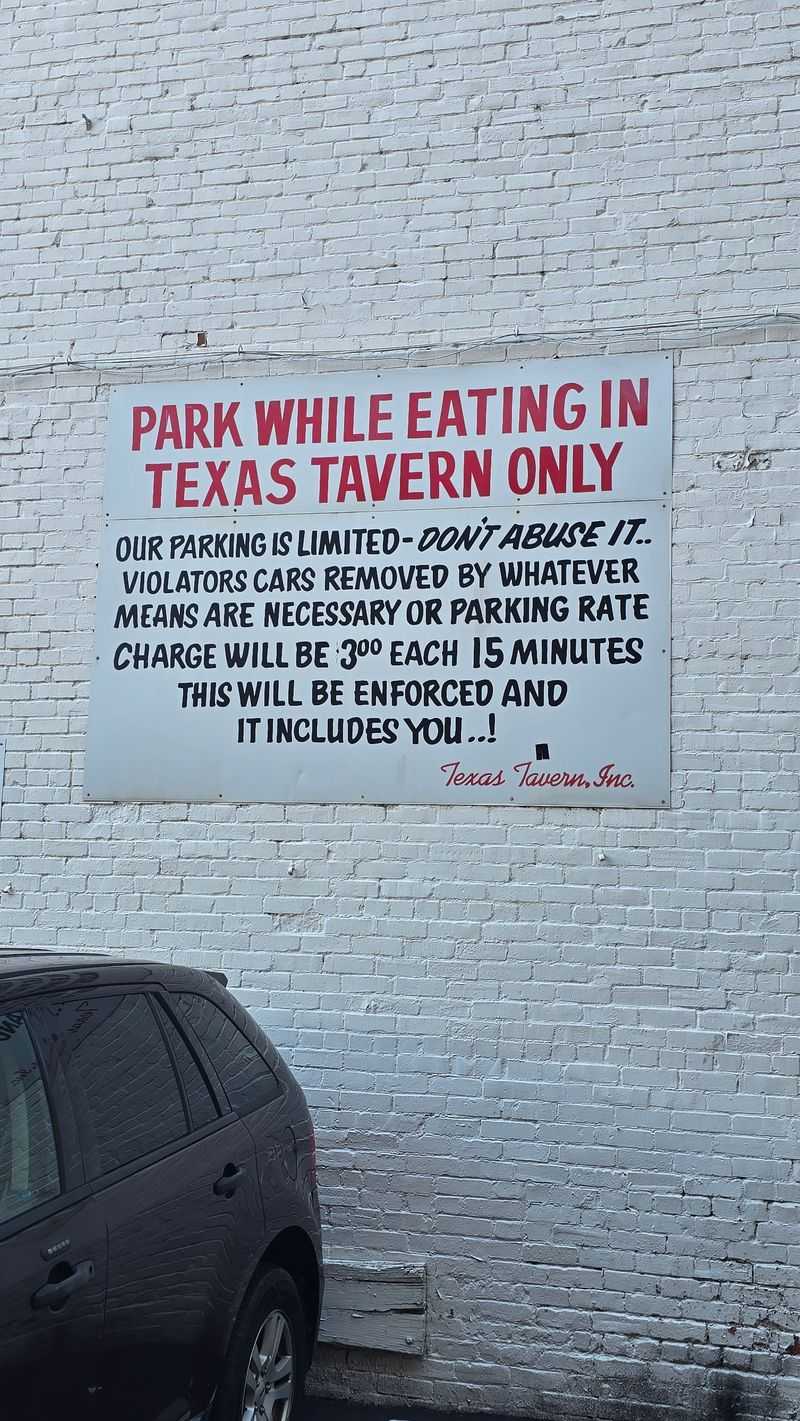 PARK WHILE EATING IN
TEXAS TAVERN ONLY
OUR PARKING IS LIMITED - DON'T ABUSE IT..
VIOLATORS CARS REMOVED BY WHATEVER
MEANS ARE NECESSARY OR PARKING RATE
CHARGE WILL BE $3⁰⁰ EACH 15 MINUTES
THIS WILL BE ENFORCED AND
IT INCLUDES YOU..!
Texas Tavern, Inc.